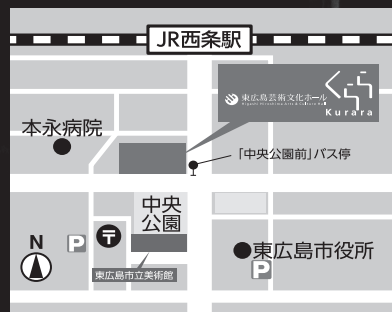 JR西条駅
東広島芸術文化ホール
くらら
Kurara
本永病院
「中央公園前」バス停
中央
公園
N
P
〒
東広島市役所
P
東広島市立美術館